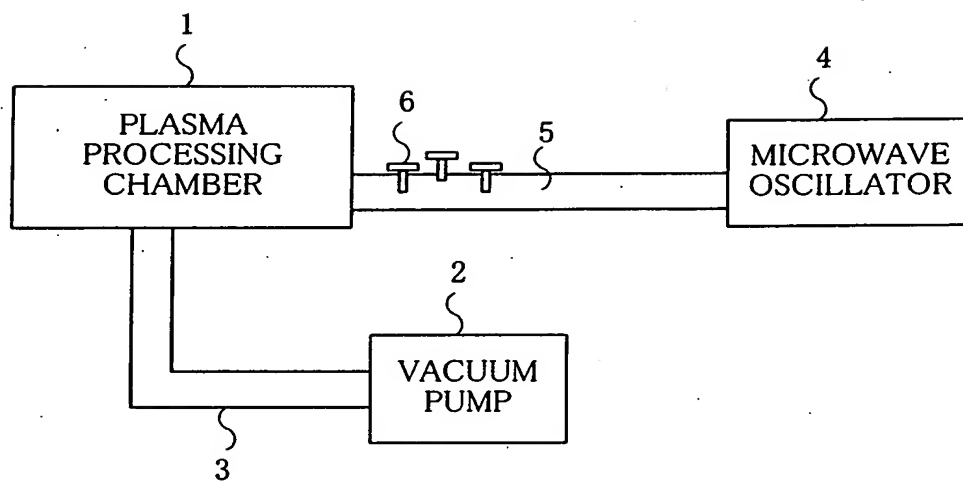 1
PLASMA
PROCESSING
CHAMBER
6
5
4
MICROWAVE
OSCILLATOR
2
VACUUM
PUMP
3